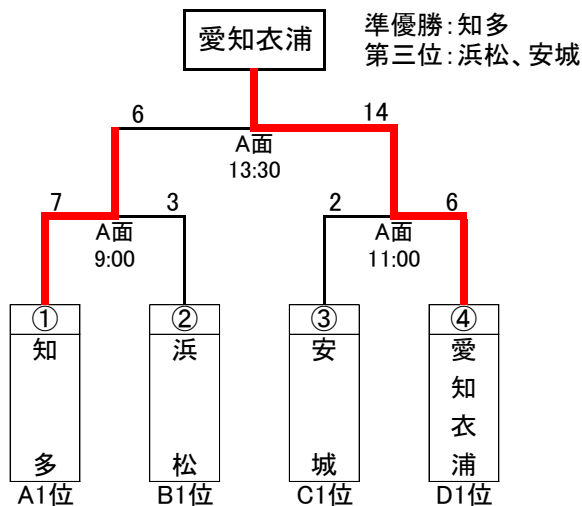 愛知衣浦
準優勝：知多
第三位：浜松、安城
6
14
A面
13:30
7
3
2
6
A面
9:00
A面
11:00
①
②
③
④
知多
浜松
安城
愛知衣浦
A1位
B1位
C1位
D1位